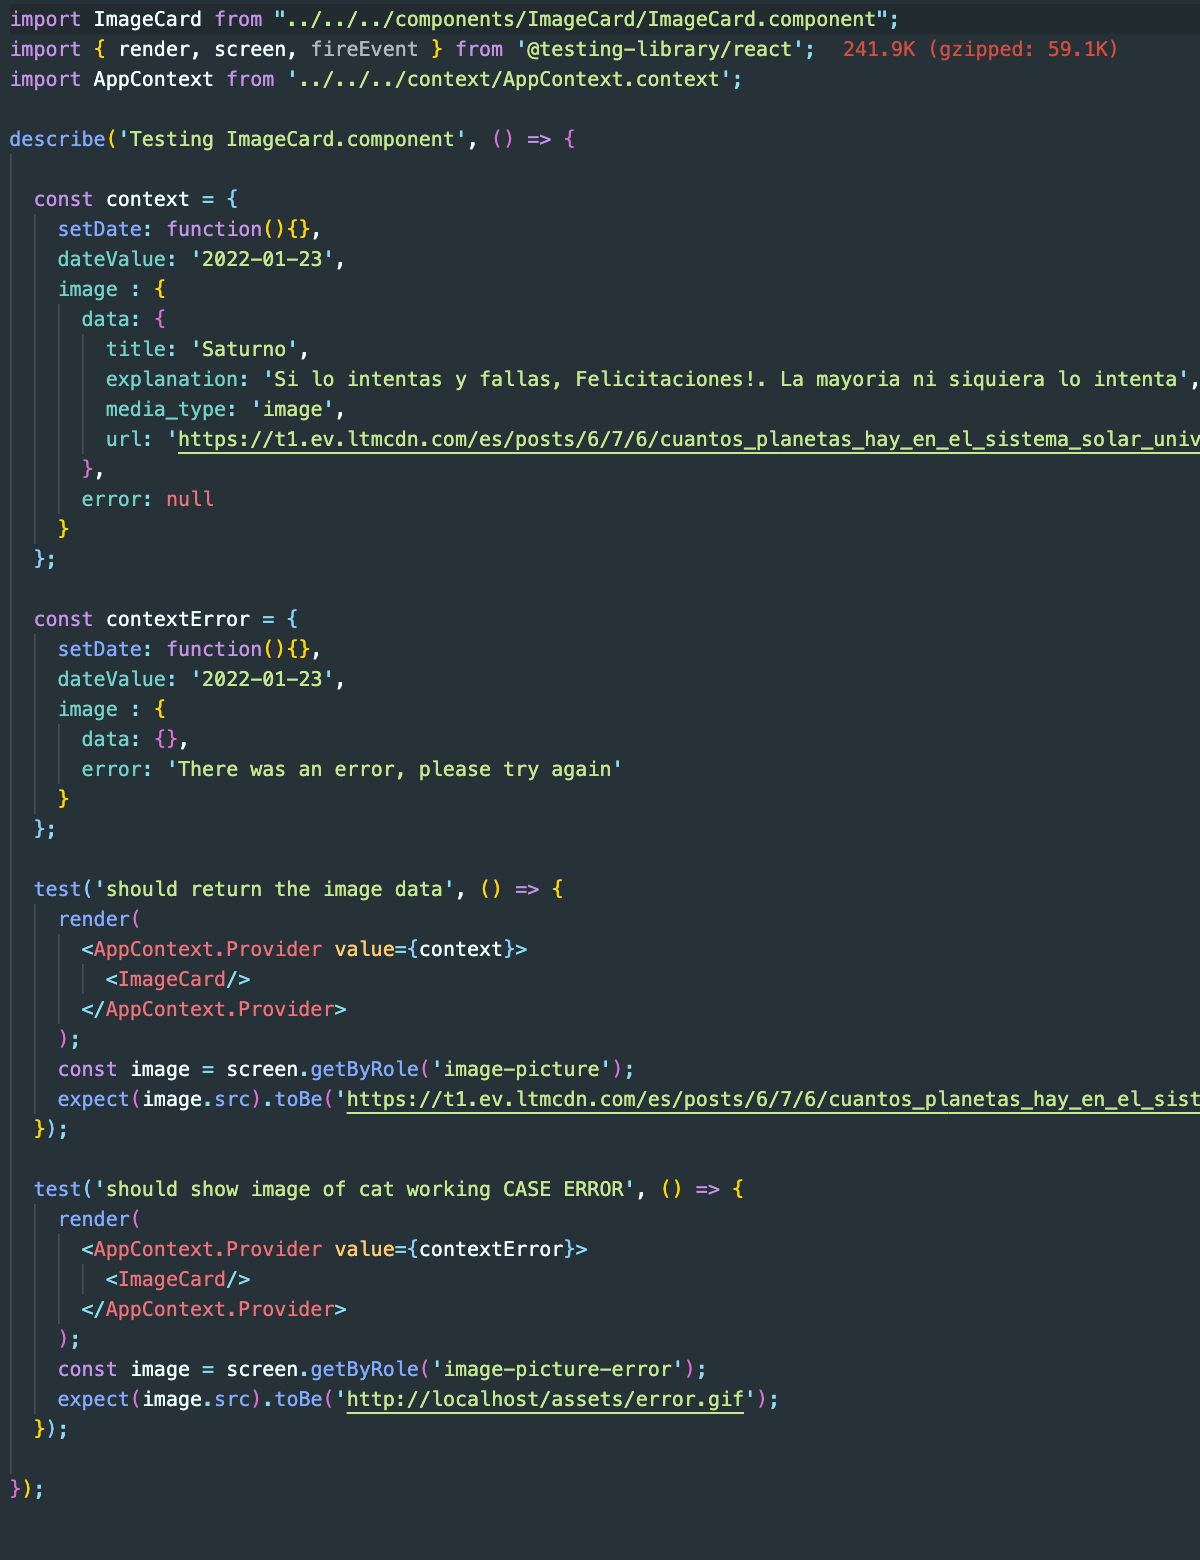 import ImageCard from "../../../components/ImageCard/ImageCard.component";
import { render, screen, fireEvent } from '@testing-library/react'; 241.9K (gzipped: 59.1K)
import AppContext from '../../../context/AppContext.context';
describe('Testing ImageCard.component', () => {
const context = {
setDate: function(){},
dateValue: '2022-01-23',
image : {
data: {
title: 'Saturno',
explanation: 'Si lo intentas y fallas, Felicitaciones!. La mayoria ni siquiera lo intenta',
media_type: 'image',
url: 'https://t1.ev.ltmcdn.com/es/posts/6/7/6/cuantos_planetas_hay_en_el_sistema_solar_univ
},
error: null
}
};
const contextError = {
setDate: function(){},
dateValue: '2022-01-23',
image : {
data: {},
error: 'There was an error, please try again'
}
};
test('should return the image data', () => {
render(
<AppContext.Provider value={context}>
<ImageCard/>
</AppContext.Provider>
);
const image = screen.getByRole('image-picture');
expect(image.src).toBe('https://t1.ev.ltmcdn.com/es/posts/6/7/6/cuantos_planetas_hay_en_el_sist
});
test('should show image of cat working CASE ERROR', () => {
render(
<AppContext.Provider value={contextError}>
<ImageCard/>
</AppContext.Provider>
);
const image = screen.getByRole('image-picture-error');
expect(image.src).toBe('http://localhost/assets/error.gif');
});
});